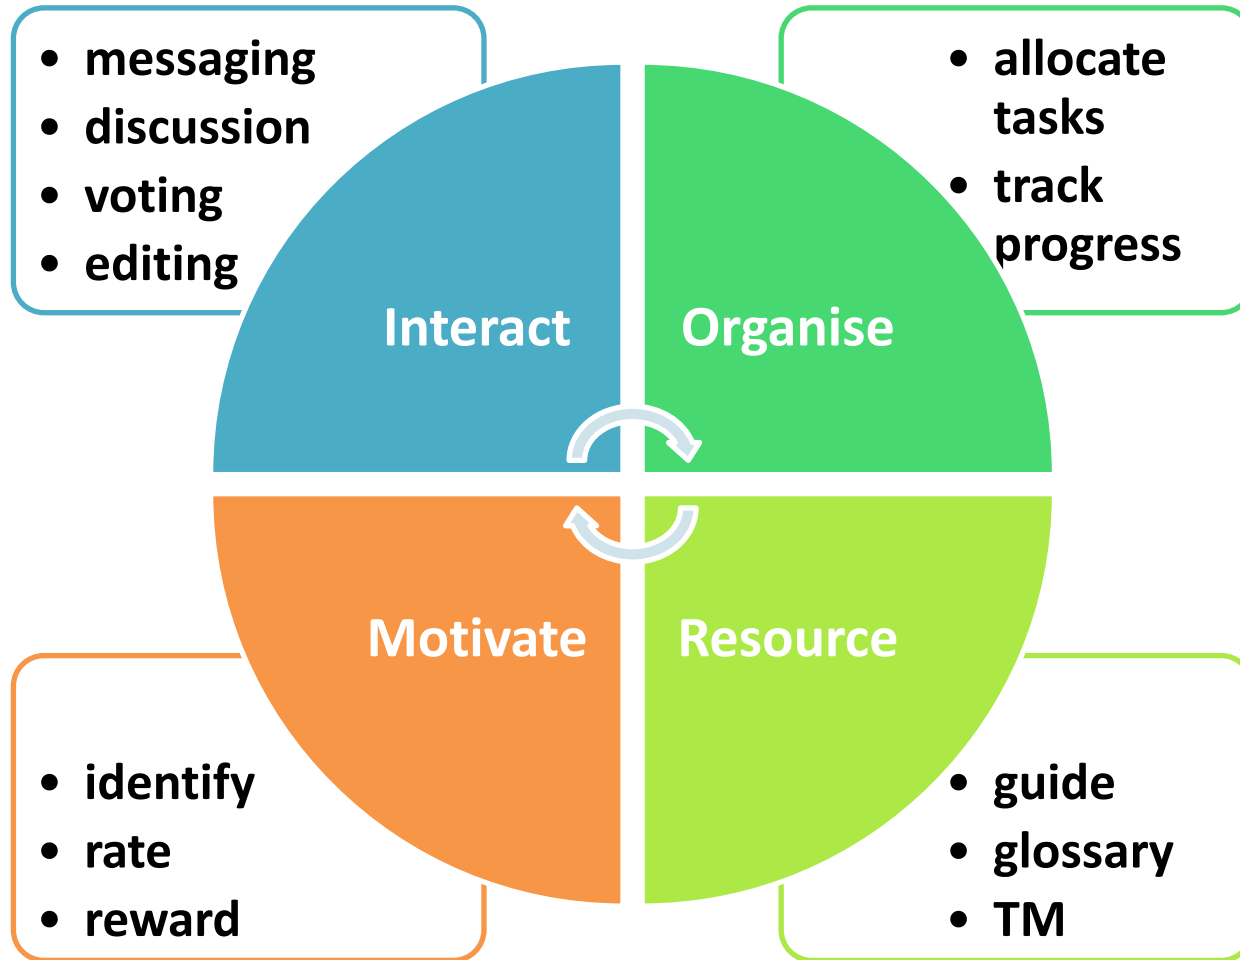 • messaging
• discussion
• voting
• editing
• allocate
tasks
• track
progress
Interact
Organise
Motivate
Resource
• identify
• rate
• reward
• guide
• glossary
• TM